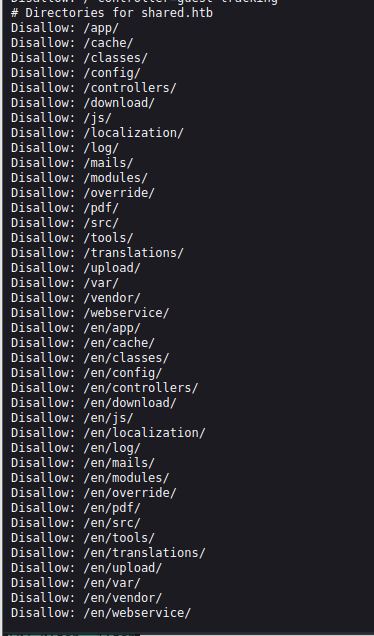 # Directories for shared.htb
Disallow: /app/
Disallow: /cache/
Disallow: /classes/
Disallow: /config/
Disallow: /controllers/
Disallow: /download/
Disallow: /js/
Disallow: /localization/
Disallow: /log/
Disallow: /mails/
Disallow: /modules/
Disallow: /override/
Disallow: /pdf/
Disallow: /src/
Disallow: /tools/
Disallow: /translations/
Disallow: /upload/
Disallow: /var/
Disallow: /vendor/
Disallow: /webservice/
Disallow: /en/app/
Disallow: /en/cache/
Disallow: /en/classes/
Disallow: /en/config/
Disallow: /en/controllers/
Disallow: /en/download/
Disallow: /en/js/
Disallow: /en/localization/
Disallow: /en/log/
Disallow: /en/mails/
Disallow: /en/modules/
Disallow: /en/override/
Disallow: /en/pdf/
Disallow: /en/src/
Disallow: /en/tools/
Disallow: /en/translations/
Disallow: /en/upload/
Disallow: /en/var/
Disallow: /en/vendor/
Disallow: /en/webservice/